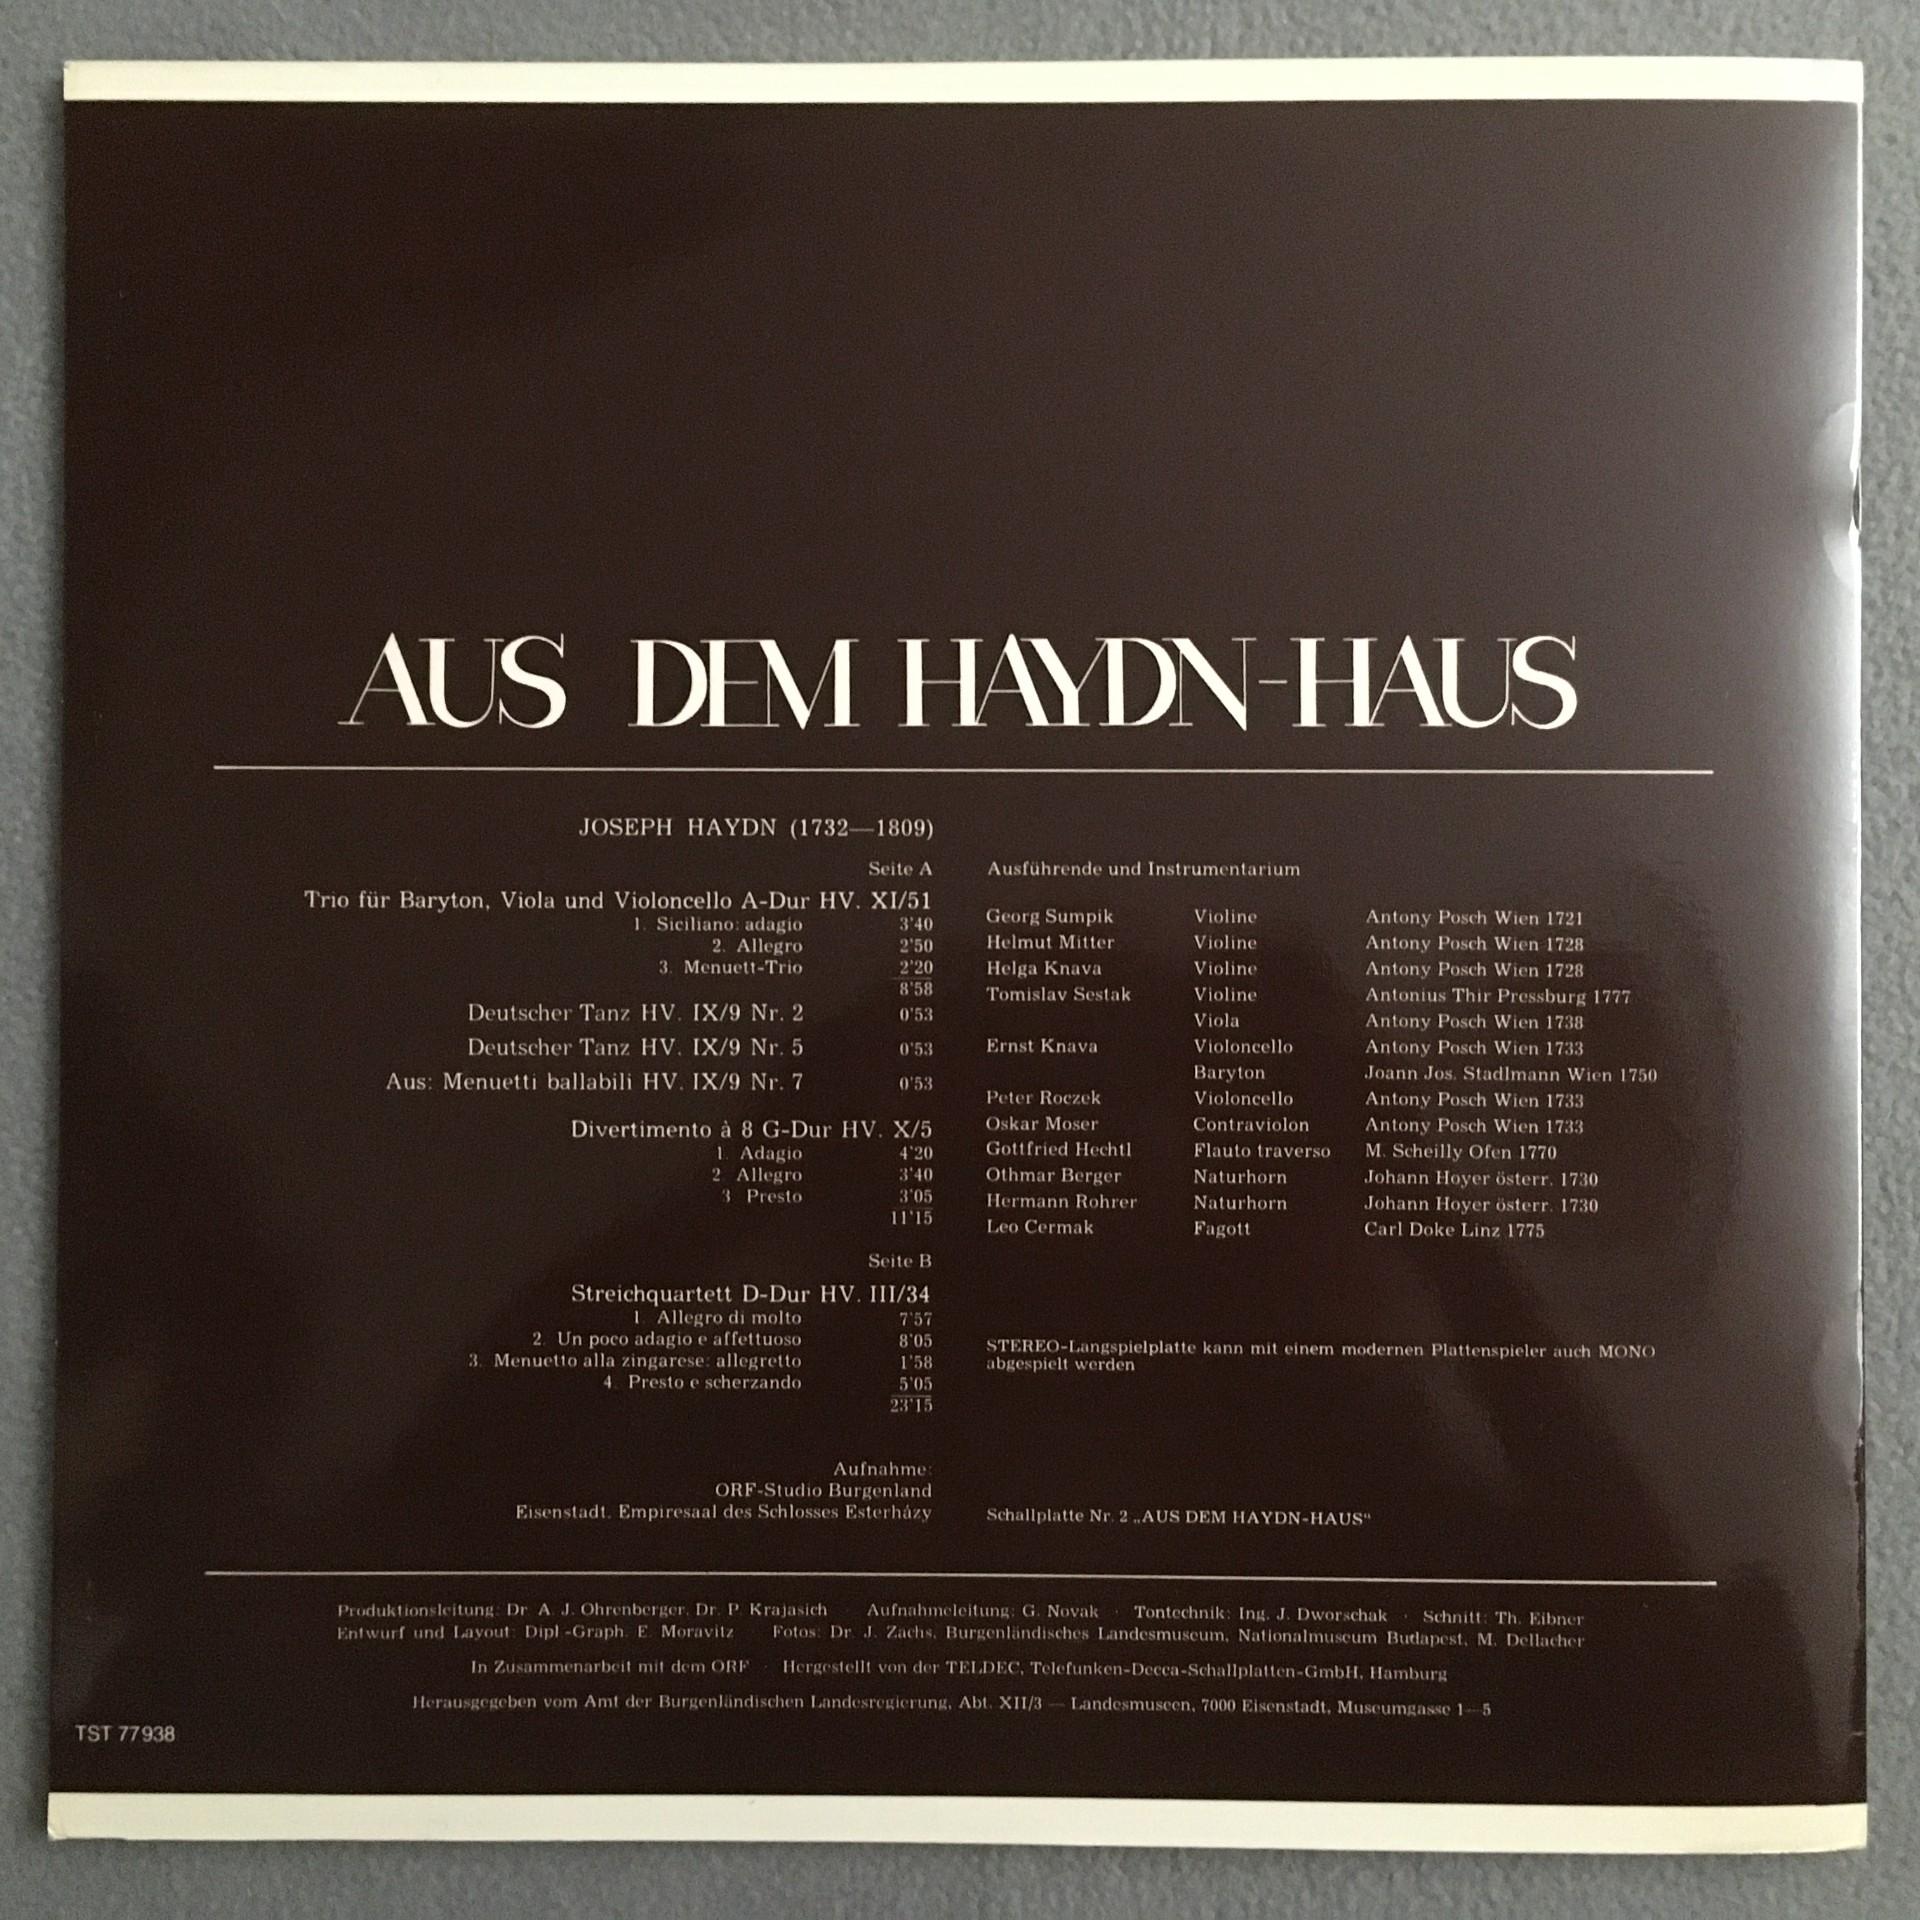 AUS DEM HAYDN-HAUS
JOSEPH HAYDN (1732—1809)
Seite A
Trio für Baryton, Viola und Violoncello A-Dur HV. XI/51
1. Siciliano: adagio 3'40
2. Allegro 2'50
3. Menuett-Trio 2'20
8'58
Deutscher Tanz HV. IX/9 Nr. 2 0'53
Deutscher Tanz HV. IX/9 Nr. 5 0'53
Aus: Menuetti ballabili HV. IX/9 Nr. 7 0'53
Divertimento à 8 G-Dur HV. X/5
1. Adagio 4'20
2. Allegro 3'40
3 Presto 3'05
11'15
Seite B
Streichquartett D-Dur HV. III/34
1. Allegro di molto 7'57
2. Un poco adagio e affettuoso 8'05
3. Menuetto alla zingarese: allegretto 1'58
4. Presto e scherzando 5'05
23'15
Aufnahme:
ORF-Studio Burgenland
Eisenstadt. Empiresaal des Schlosses Esterházy
Ausführende und Instrumentarium
Georg Sumpik Violine Antony Posch Wien 1721
Helmut Mitter Violine Antony Posch Wien 1728
Helga Knava Violine Antony Posch Wien 1728
Tomislav Sestak Violine Antonius Thir Pressburg 1777
Viola Antony Posch Wien 1738
Ernst Knava Violoncello Antony Posch Wien 1733
Baryton Joann Jos. Stadlmann Wien 1750
Peter Roczek Violoncello Antony Posch Wien 1733
Oskar Moser Contraviolon Antony Posch Wien 1733
Gottfried Hechtl Flauto traverso M. Scheilly Ofen 1770
Othmar Berger Naturhorn Johann Hoyer österr. 1730
Hermann Rohrer Naturhorn Johann Hoyer österr. 1730
Leo Cermak Fagott Carl Doke Linz 1775
STEREO-Langspielplatte kann mit einem modernen Plattenspieler auch MONO
abgespielt werden
Schallplatte Nr. 2 „AUS DEM HAYDN-HAUS“
Produktionsleitung: Dr. A. J. Ohrenberger, Dr. P. Krajasich · Aufnahmeleitung: G. Novak · Tontechnik: Ing. J. Dworschak · Schnitt: Th. Eibner
Entwurf und Layout: Dipl.-Graph. E. Moravitz · Fotos: Dr. J. Zachs, Burgenländisches Landesmuseum, Nationalmuseum Budapest, M. Dellacher
In Zusammenarbeit mit dem ORF · Hergestellt von der TELDEC, Telefunken-Decca-Schallplatten-GmbH, Hamburg
Herausgegeben vom Amt der Burgenländischen Landesregierung, Abt. XII/3 — Landesmuseen, 7000 Eisenstadt, Museumgasse 1—5
TST 77938